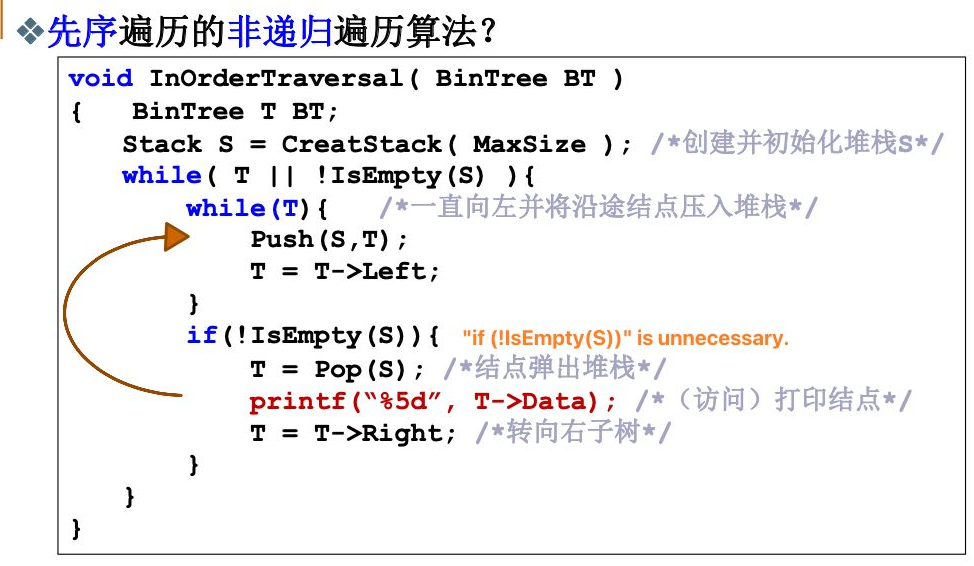 ❖先序遍历的非递归遍历算法？
void InOrderTraversal( BinTree BT )
{ BinTree T BT;
Stack S = CreatStack( MaxSize ); /*创建并初始化堆栈S*/
while( T || !IsEmpty(S) ){
while(T){ /*一直向左并将沿途结点压入堆栈*/
Push(S,T);
T = T->Left;
}
if(!IsEmpty(S)){ "if (!IsEmpty(S))" is unnecessary.
T = Pop(S); /*结点弹出堆栈*/
printf(“%5d”, T->Data); /*（访问）打印结点*/
T = T->Right; /*转向右子树*/
}
}
}